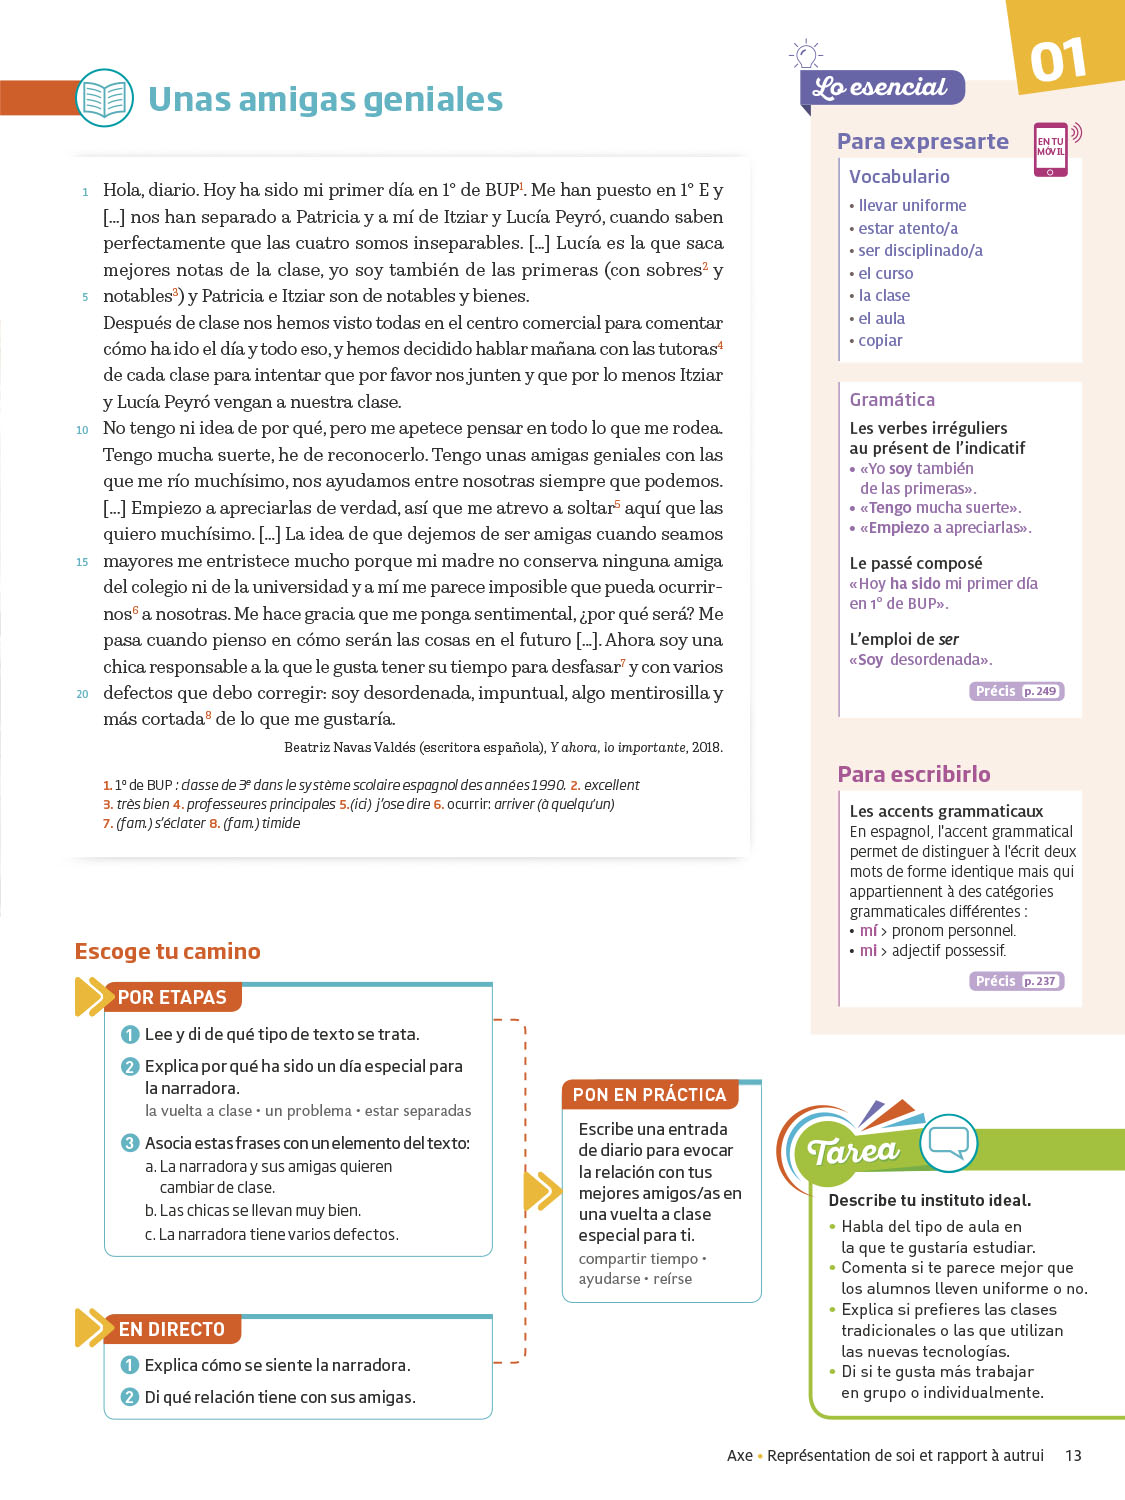 Unas amigas geniales
1 Hola, diario. Hoy ha sido mi primer día en 1° de BUP1. Me han puesto en 1° E y
[...] nos han separado a Patricia y a mí de Itziar y Lucía Peyró, cuando saben
perfectamente que las cuatro somos inseparables. [...] Lucía es la que saca
mejores notas de la clase, yo soy también de las primeras (con sobres2 y
5 notables3) y Patricia e Itziar son de notables y bienes.
Después de clase nos hemos visto todas en el centro comercial para comentar
cómo ha ido el día y todo eso, y hemos decidido hablar mañana con las tutoras4
de cada clase para intentar que por favor nos junten y que por lo menos Itziar
y Lucía Peyró vengan a nuestra clase.
10 No tengo ni idea de por qué, pero me apetece pensar en todo lo que me rodea.
Tengo mucha suerte, he de reconocerlo. Tengo unas amigas geniales con las
que me río muchísimo, nos ayudamos entre nosotras siempre que podemos.
[...] Empiezo a apreciarlas de verdad, así que me atrevo a soltar5 aquí que las
quiero muchísimo. [...] La idea de que dejemos de ser amigas cuando seamos
15 mayores me entristece mucho porque mi madre no conserva ninguna amiga
del colegio ni de la universidad y a mí me parece imposible que pueda ocurrir-
nos6 a nosotras. Me hace gracia que me ponga sentimental, ¿por qué será? Me
pasa cuando pienso en cómo serán las cosas en el futuro [...]. Ahora soy una
chica responsable a la que le gusta tener su tiempo para desfasar7 y con varios
20 defectos que debo corregir: soy desordenada, impuntual, algo mentirosilla y
más cortada8 de lo que me gustaría.
Beatriz Navas Valdés (escritora española), Y ahora, lo importante, 2018.
1. 1° de BUP : classe de 3e dans le système scolaire espagnol des années 1990. 2. excellent
3. très bien 4. professeures principales 5.(ici) j'ose dire 6. ocurrir: arriver (à quelqu'un)
7. (fam.) s'éclater 8. (fam.) timide
Escoge tu camino
POR ETAPAS
1 Lee y di de qué tipo de texto se trata.
2 Explica por qué ha sido un día especial para
la narradora.
la vuelta a clase • un problema • estar separadas
3 Asocia estas frases con un elemento del texto:
a. La narradora y sus amigas quieren
cambiar de clase.
b. Las chicas se llevan muy bien.
c. La narradora tiene varios defectos.
EN DIRECTO
1 Explica cómo se siente la narradora.
2 Di qué relación tiene con sus amigas.
PON EN PRÁCTICA
Escribe una entrada
de diario para evocar
la relación con tus
mejores amigos/as en
una vuelta a clase
especial para ti.
compartir tiempo •
ayudarse • reírse
01
Lo esencial
Para expresarte
EN TU
MÓVIL
Vocabulario
• llevar uniforme
• estar atento/a
• ser disciplinado/a
• el curso
• la clase
• el aula
• copiar
Gramática
Les verbes irréguliers
au présent de l'indicatif
• «Yo soy también
de las primeras».
• «Tengo mucha suerte».
• «Empiezo a apreciarlas».
Le passé composé
«Hoy ha sido mi primer día
en 1° de BUP».
L'emploi de ser
«Soy desordenada».
Précis p. 249
Para escribirlo
Les accents grammaticaux
En espagnol, l'accent grammatical
permet de distinguer à l'écrit deux
mots de forme identique mais qui
appartiennent à des catégories
grammaticales différentes :
• mí > pronom personnel.
• mi > adjectif possessif.
Précis p. 237
Tarea
Describe tu instituto ideal.
• Habla del tipo de aula en
la que te gustaría estudiar.
• Comenta si te parece mejor que
los alumnos lleven uniforme o no.
• Explica si prefieres las clases
tradicionales o las que utilizan
las nuevas tecnologías.
• Di si te gusta más trabajar
en grupo o individualmente.
Axe • Représentation de soi et rapport à autrui 13